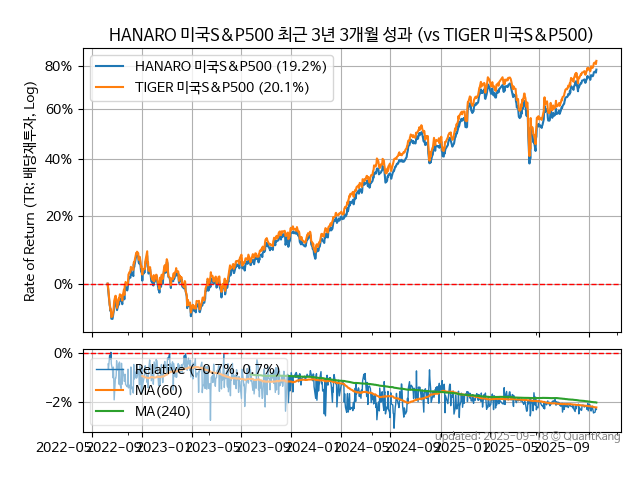 HANARO 미국S&P500 최근 3년 3개월 성과 (vs TIGER 미국S&P500)
HANARO 미국S&P500 (19.2%)
TIGER 미국S&P500 (20.1%)
Rate of Return (TR: 배당재투자, Log)
80%
60%
40%
20%
0%
0%
−2%
Relative (−0.7%, 0.7%)
MA(60)
MA(240)
2022-05
2022-09
2023-01
2023-05
2023-09
2024-01
2024-05
2024-09
2025-01
2025-05
2025-09
updated: 2025-09-18 © QuantKang